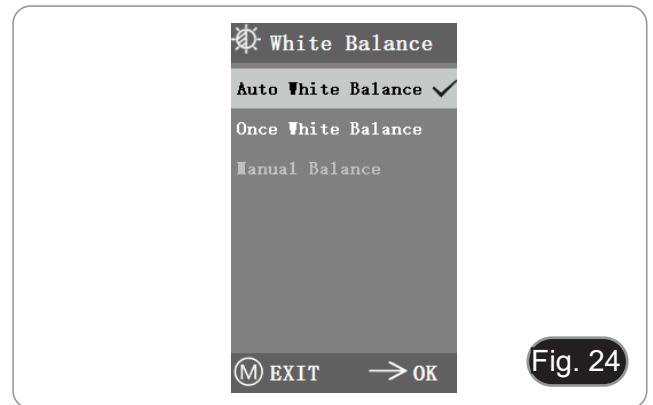 White Balance
Auto White Balance
Once White Balance
Manual Balance
M EXIT → OK
Fig. 24